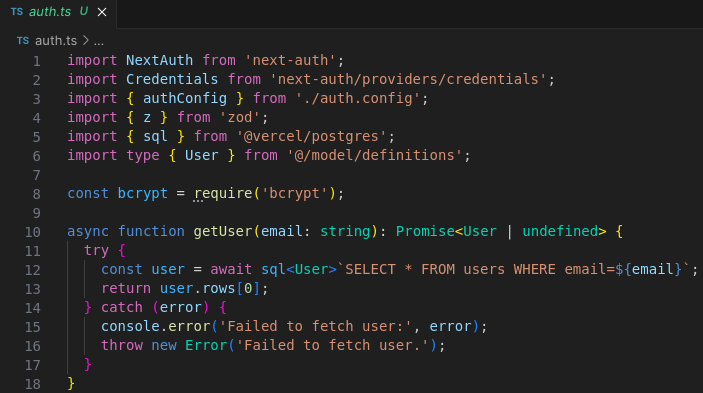 TS auth.ts U ×
TS auth.ts > ...
1 import NextAuth from 'next-auth';
2 import Credentials from 'next-auth/providers/credentials';
3 import { authConfig } from './auth.config';
4 import { z } from 'zod';
5 import { sql } from '@vercel/postgres';
6 import type { User } from '@/model/definitions';
7
8 const bcrypt = require('bcrypt');
9
10 async function getUser(email: string): Promise<User | undefined> {
11   try {
12     const user = await sql<User>`SELECT * FROM users WHERE email=${email}`;
13     return user.rows[0];
14   } catch (error) {
15     console.error('Failed to fetch user:', error);
16     throw new Error('Failed to fetch user.');
17   }
18 }